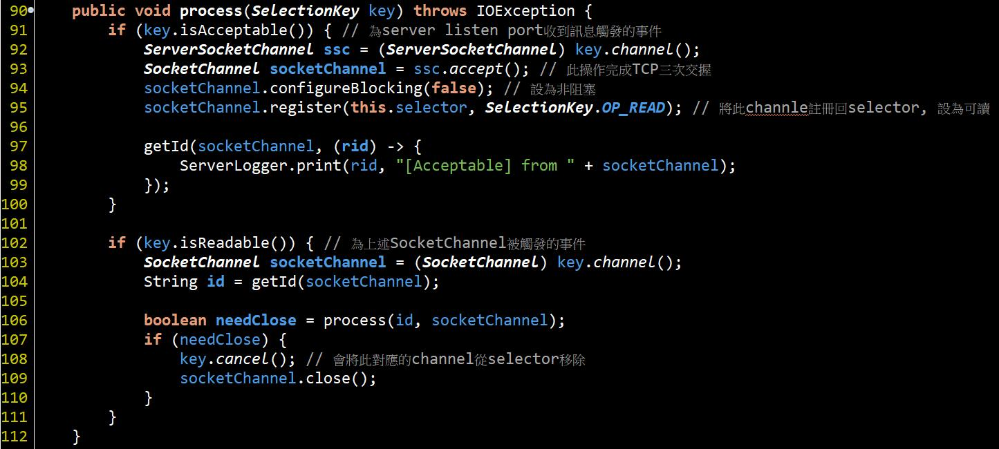 90 public void process(SelectionKey key) throws IOException {
91 if (key.isAcceptable()) { // 為server listen port收到訊息觸發的事件
92 ServerSocketChannel ssc = (ServerSocketChannel) key.channel();
93 SocketChannel socketChannel = ssc.accept(); // 此操作完成TCP三次交握
94 socketChannel.configureBlocking(false); // 設為非阻塞
95 socketChannel.register(this.selector, SelectionKey.OP_READ); // 將此channle註冊回selector, 設為可讀
96
97 getId(socketChannel, (rid) -> {
98 ServerLogger.print(rid, "[Acceptable] from " + socketChannel);
99 });
100 }
101
102 if (key.isReadable()) { // 為上述SocketChannel被觸發的事件
103 SocketChannel socketChannel = (SocketChannel) key.channel();
104 String id = getId(socketChannel);
105
106 boolean needClose = process(id, socketChannel);
107 if (needClose) {
108 key.cancel(); // 會將此對應的channel從selector移除
109 socketChannel.close();
110 }
111 }
112 }